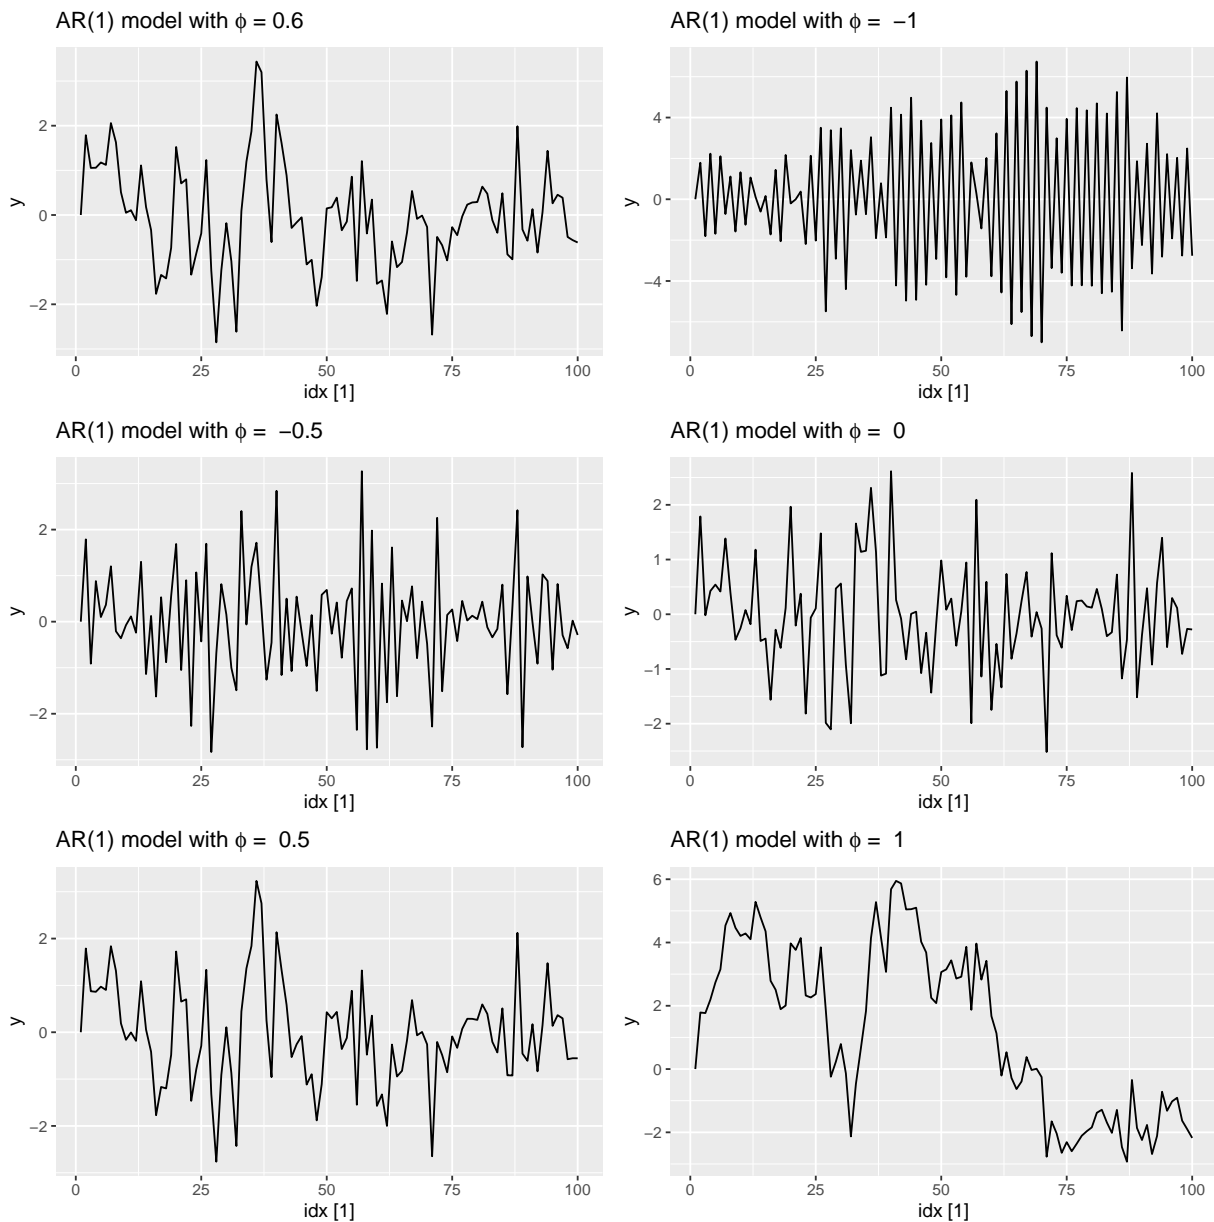 AR(1) model with ϕ = 0.6
y
2
0
−2
0
25
50
75
100
idx [1]
AR(1) model with ϕ = −1
y
4
0
−4
0
25
50
75
100
idx [1]
AR(1) model with ϕ = −0.5
y
2
0
−2
0
25
50
75
100
idx [1]
AR(1) model with ϕ = 0
y
2
1
0
−1
−2
0
25
50
75
100
idx [1]
AR(1) model with ϕ = 0.5
y
2
0
−2
0
25
50
75
100
idx [1]
AR(1) model with ϕ = 1
y
6
4
2
0
−2
0
25
50
75
100
idx [1]